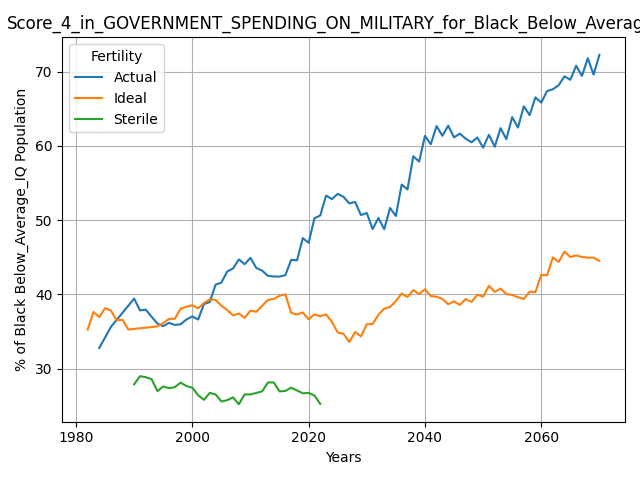 Score_4_in_GOVERNMENT_SPENDING_ON_MILITARY_for_Black_Below_Averag
Fertility
Actual
Ideal
Sterile
% of Black Below_Average_IQ Population
70
60
50
40
30
1980 2000 2020 2040 2060
Years